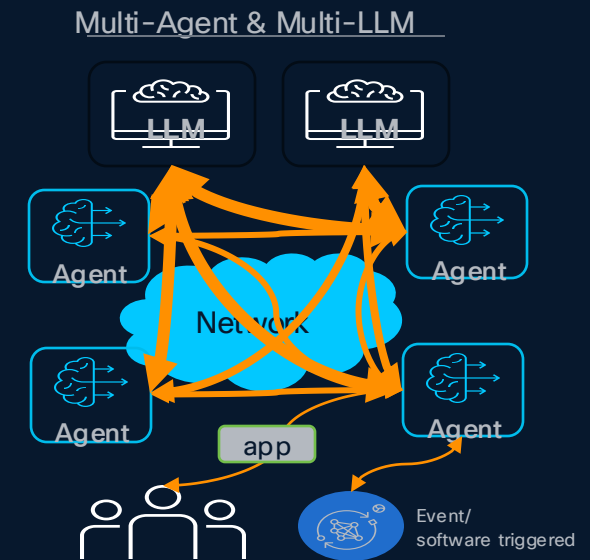 Multi-Agent & Multi-LLM
LLM
LLM
Agent
Agent
Network
Agent
Agent
app
Event/
software triggered